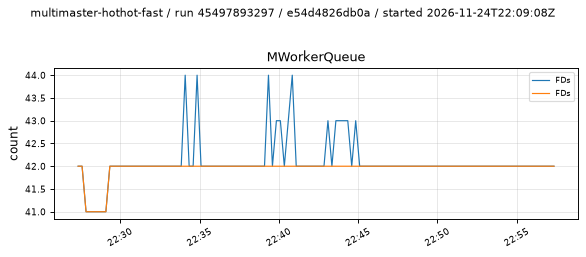 multimaster-hothot-fast / run 45497893297 / e54d4826db0a / started 2026-11-24T22:09:08Z
MWorkerQueue
44.0
43.5
43.0
42.5
42.0
41.5
41.0
count
FDs
FDs
22:30
22:35
22:40
22:45
22:50
22:55